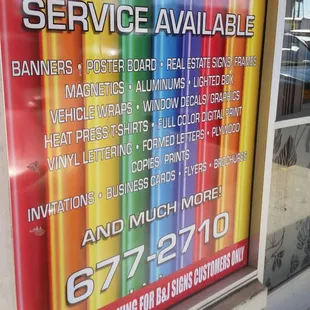 SERVICE AVAILABLE
BANNERS • POSTER BOARD • REAL ESTATE SIGNS/ FRAMES
MAGNETICS • ALUMINUMS • LIGHTED BOX
VEHICLE WRAPS • WINDOW DECALS/ GRAPHICS
HEAT PRESS T-SHIRTS • FULL COLOR DIGITAL PRINT
VINYL LETTERING • FORMED LETTERS • PLYWOOD
COPIES, PRINTS
INVITATIONS • BUSINESS CARDS • FLYERS • BROCHURES
AND MUCH MORE!
677-2710
KING FOR B&J SIGNS CUSTOMERS ONLY